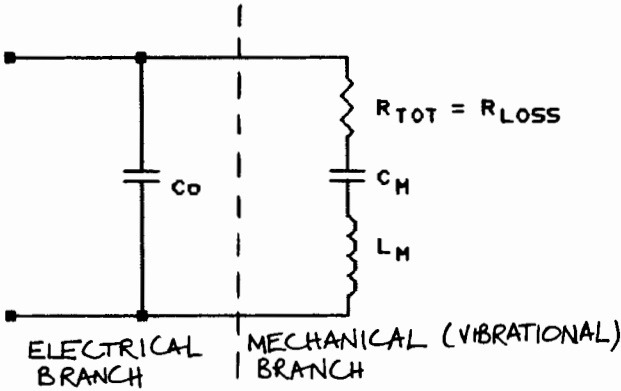 R TOT = R LOSS
Co
C M
L M
ELECTRICAL
BRANCH
MECHANICAL (VIBRATIONAL)
BRANCH